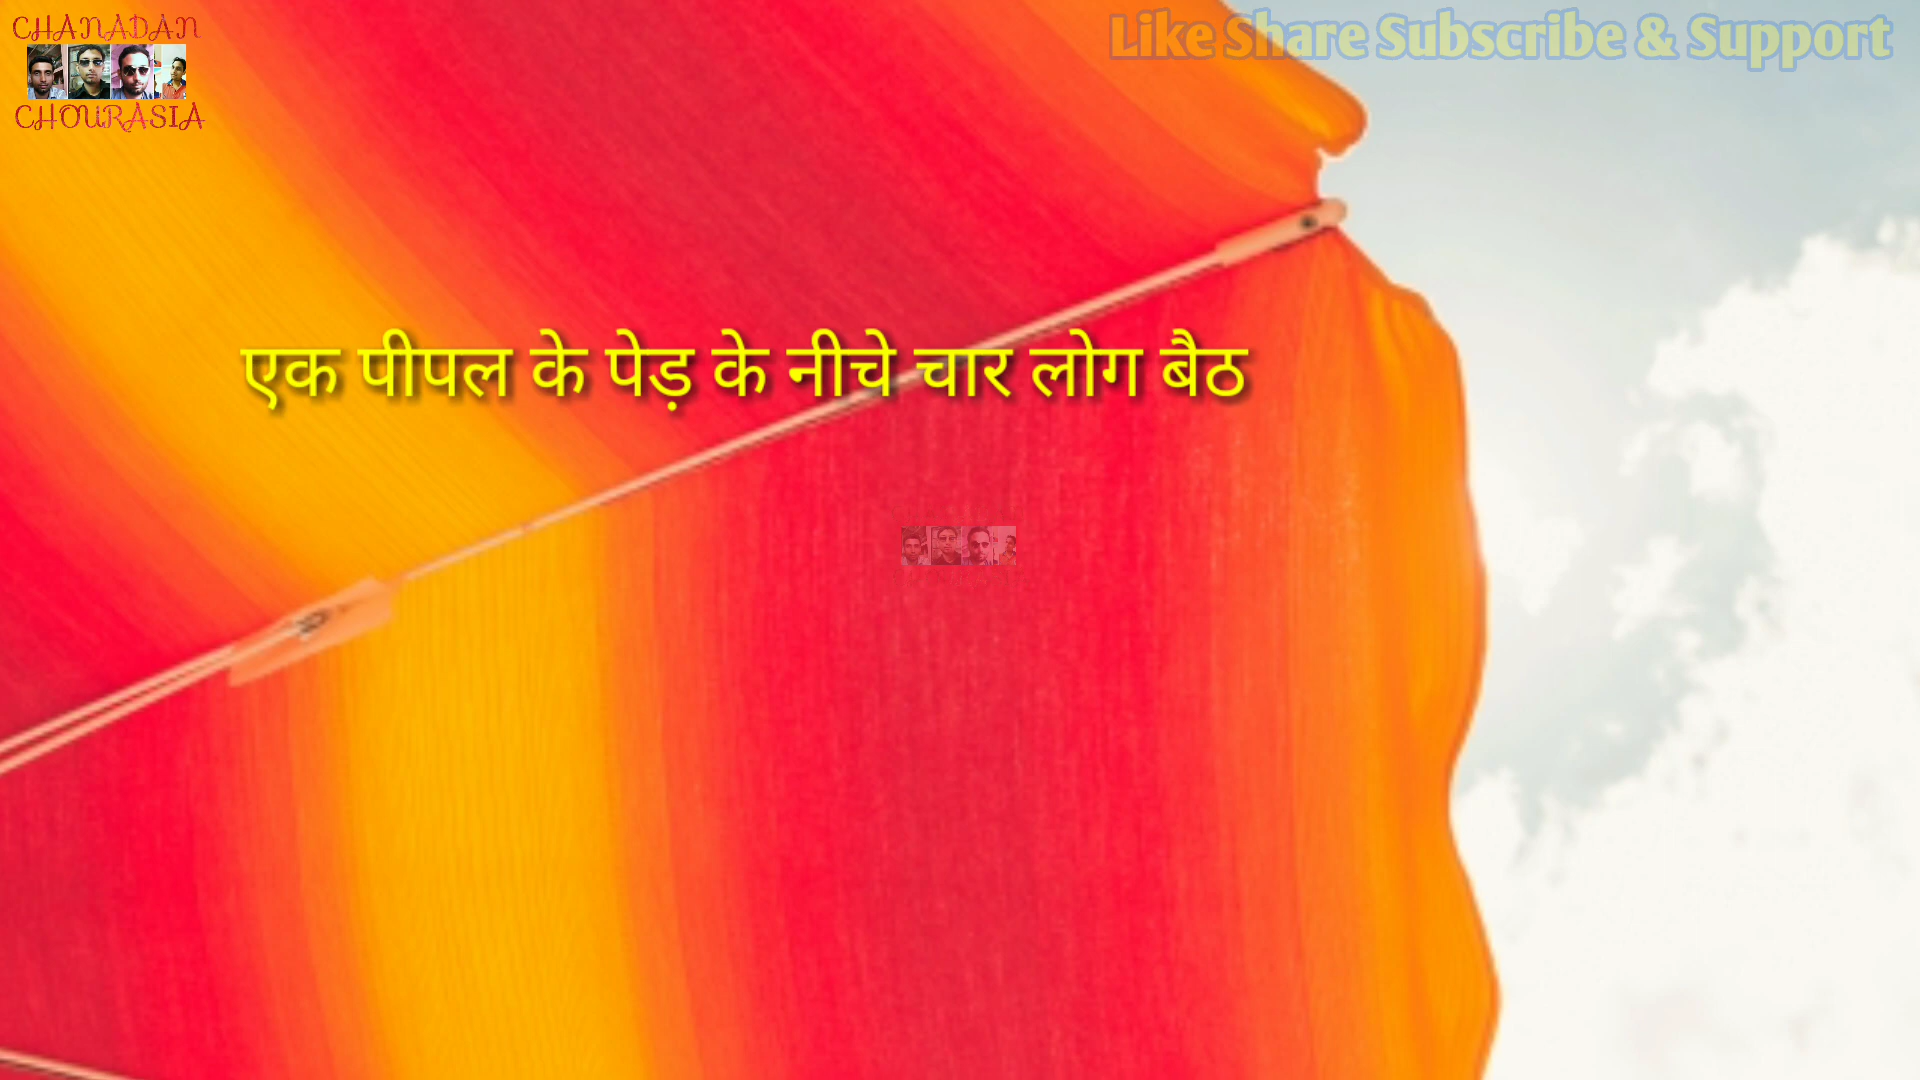 CHANADAN
CHOURASIA
Like Share Subscribe & Support
एक पीपल के पेड़ के नीचे चार लोग बैठ